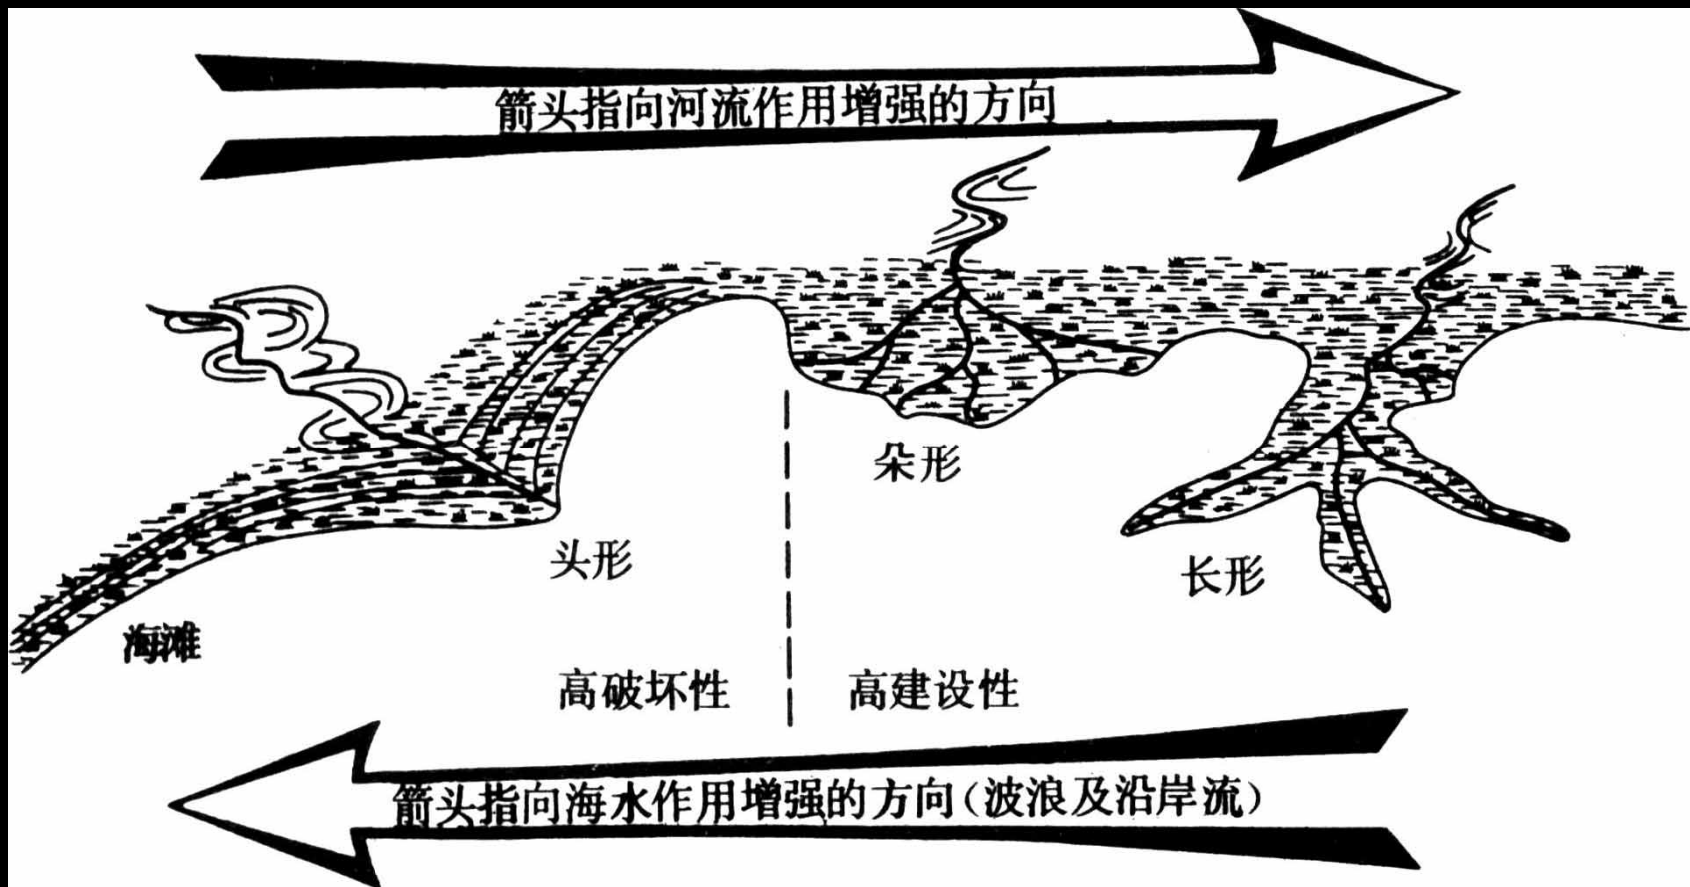 箭头指向河流作用增强的方向
朵形
头形
长形
海滩
高破坏性
高建设性
箭头指向海水作用增强的方向(波浪及沿岸流)